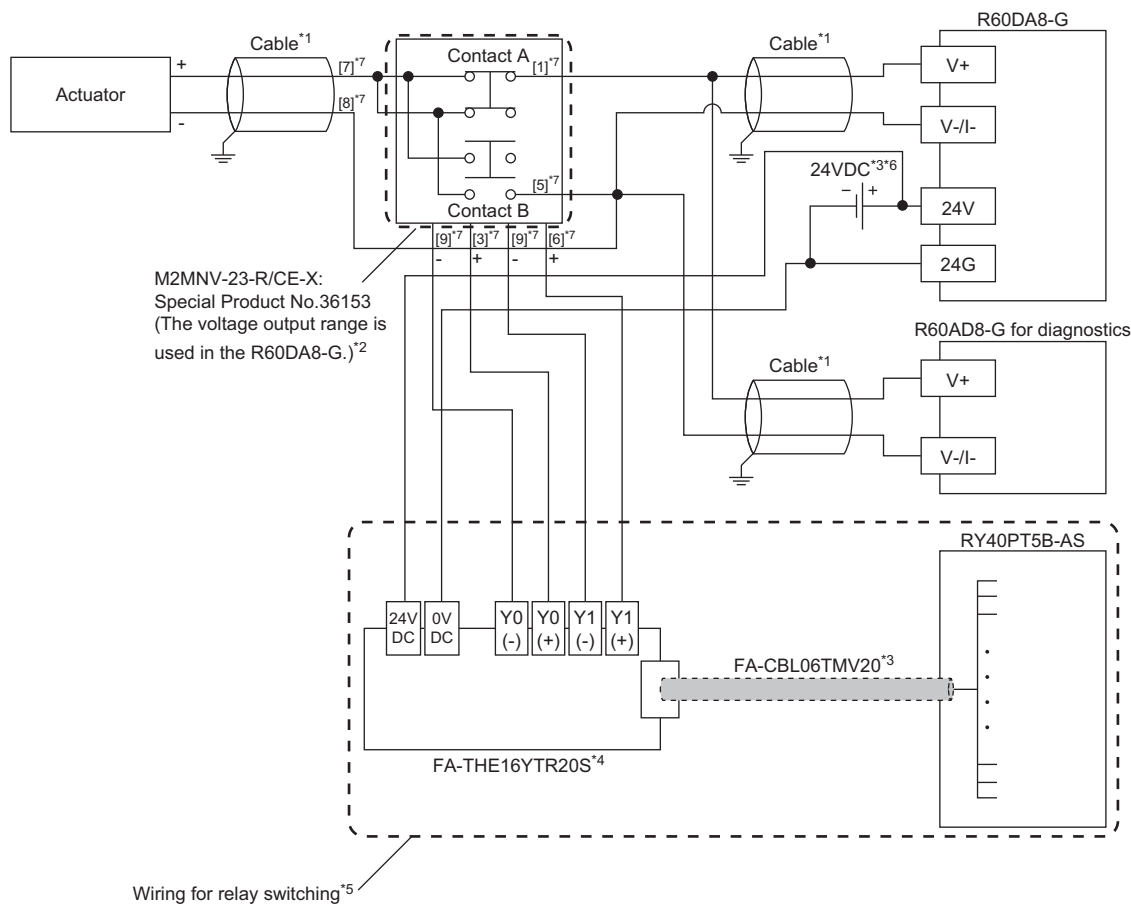 R60DA8-G
Cable*1
Contact A
Cable*1
+
[7]*7
[1]*7
V+
Actuator
[8]*7
-
V-/I-
24VDC*3*6
[5]*7
− +
24V
Contact B
[9]*7 [3]*7 [9]*7 [6]*7
- + - +
24G
M2MNV-23-R/CE-X:
Special Product No.36153
(The voltage output range is
used in the R60DA8-G.)*2
R60AD8-G for diagnostics
Cable*1
V+
V-/I-
RY40PT5B-AS
24V
DC
0V
DC
Y0
(-)
Y0
(+)
Y1
(-)
Y1
(+)
FA-CBL06TMV20*3
FA-THE16YTR20S*4
Wiring for relay switching*5